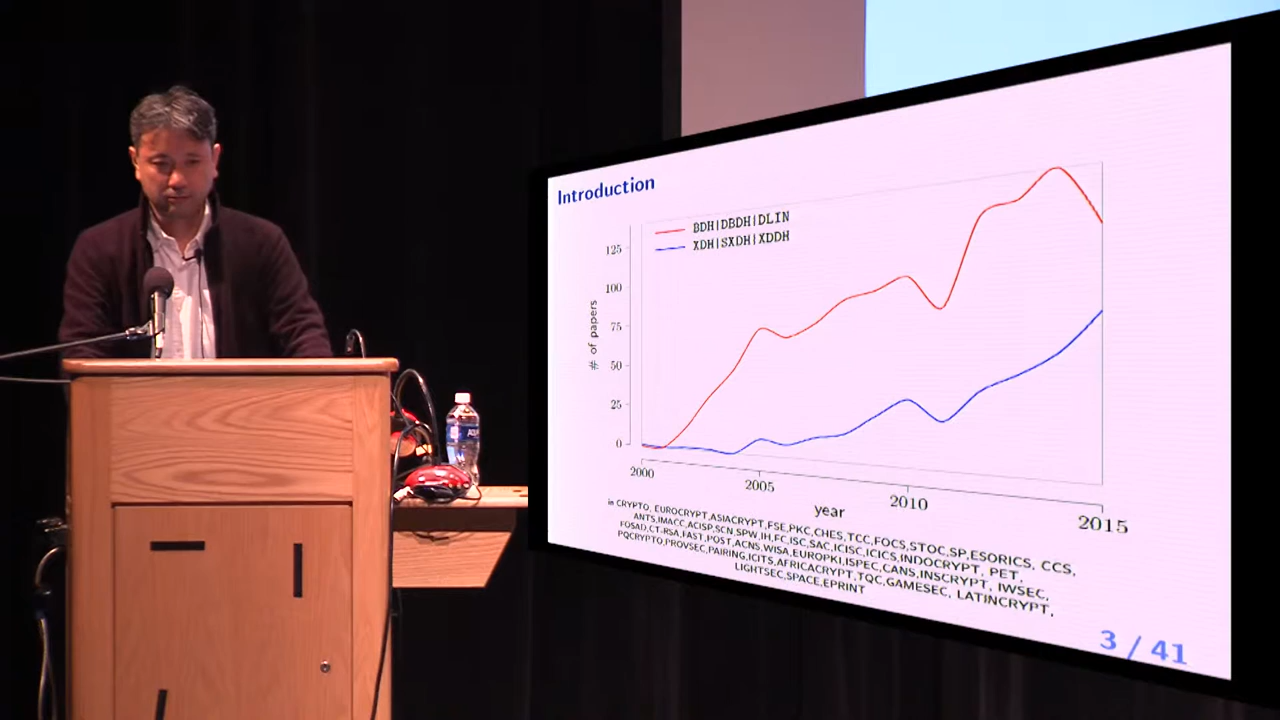 Introduction
BDH|DBDH|DLIN
XDH|SXDH|XDDH
125
100
75
50
25
0
# of papers
2000
2005
2010
2015
year
in CRYPTO, EUROCRYPT,ASIACRYPT,FSE,PKC,CHES,TCC,FOCS,STOC,SP,ESORICS, CCS,
ANTS,IMACC,ACISP,SCN,SPW,IH,FC,ISC,SAC,ICISC,ICICS,INDOCRYPT, PET,
FOSAD,CT-RSA,FAST,POST,ACNS,WISA,EUROPKI,ISPEC,CANS,INSCRYPT, IWSEC,
PQCRYPTO,PROVSEC,PAIRING,ICITS,AFRICACRYPT,TQC,GAMESEC, LATINCRYPT,
LIGHTSEC,SPACE,EPRINT
3 / 41